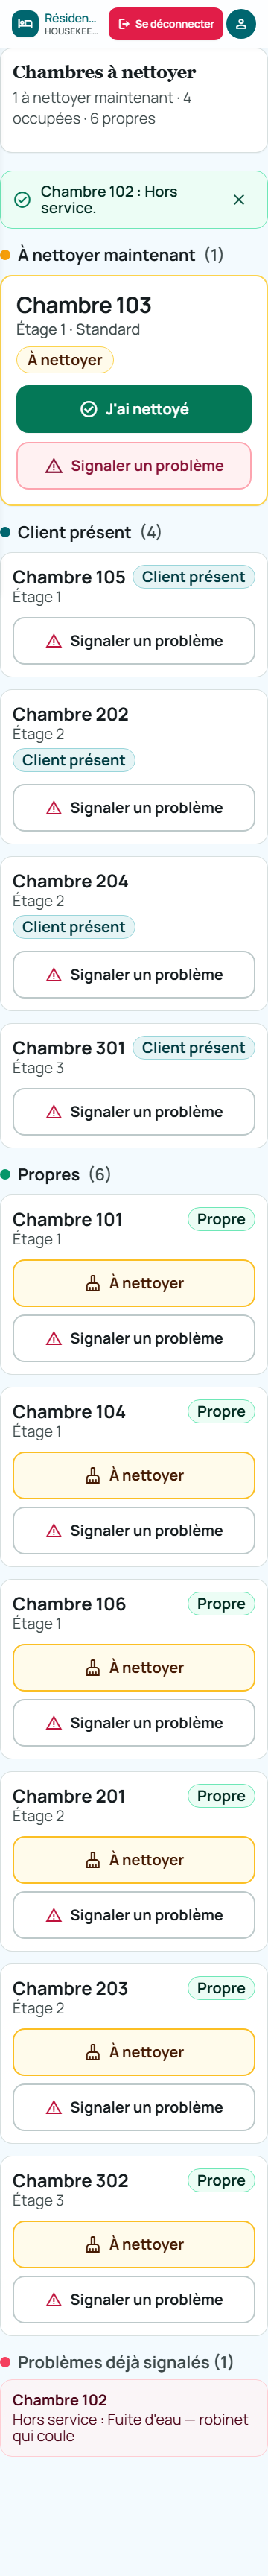 Résiden...
HOUSEKEE...
Se déconnecter
Chambres à nettoyer
1 à nettoyer maintenant · 4
occupées · 6 propres
Chambre 102 : Hors
service.
À nettoyer maintenant (1)
Chambre 103
Étage 1 · Standard
À nettoyer
J'ai nettoyé
Signaler un problème
Client présent (4)
Chambre 105
Client présent
Étage 1
Signaler un problème
Chambre 202
Étage 2
Client présent
Signaler un problème
Chambre 204
Étage 2
Client présent
Signaler un problème
Chambre 301
Client présent
Étage 3
Signaler un problème
Propres (6)
Chambre 101
Propre
Étage 1
À nettoyer
Signaler un problème
Chambre 104
Propre
Étage 1
À nettoyer
Signaler un problème
Chambre 106
Propre
Étage 1
À nettoyer
Signaler un problème
Chambre 201
Propre
Étage 2
À nettoyer
Signaler un problème
Chambre 203
Propre
Étage 2
À nettoyer
Signaler un problème
Chambre 302
Propre
Étage 3
À nettoyer
Signaler un problème
Problèmes déjà signalés (1)
Chambre 102
Hors service : Fuite d'eau — robinet
qui coule